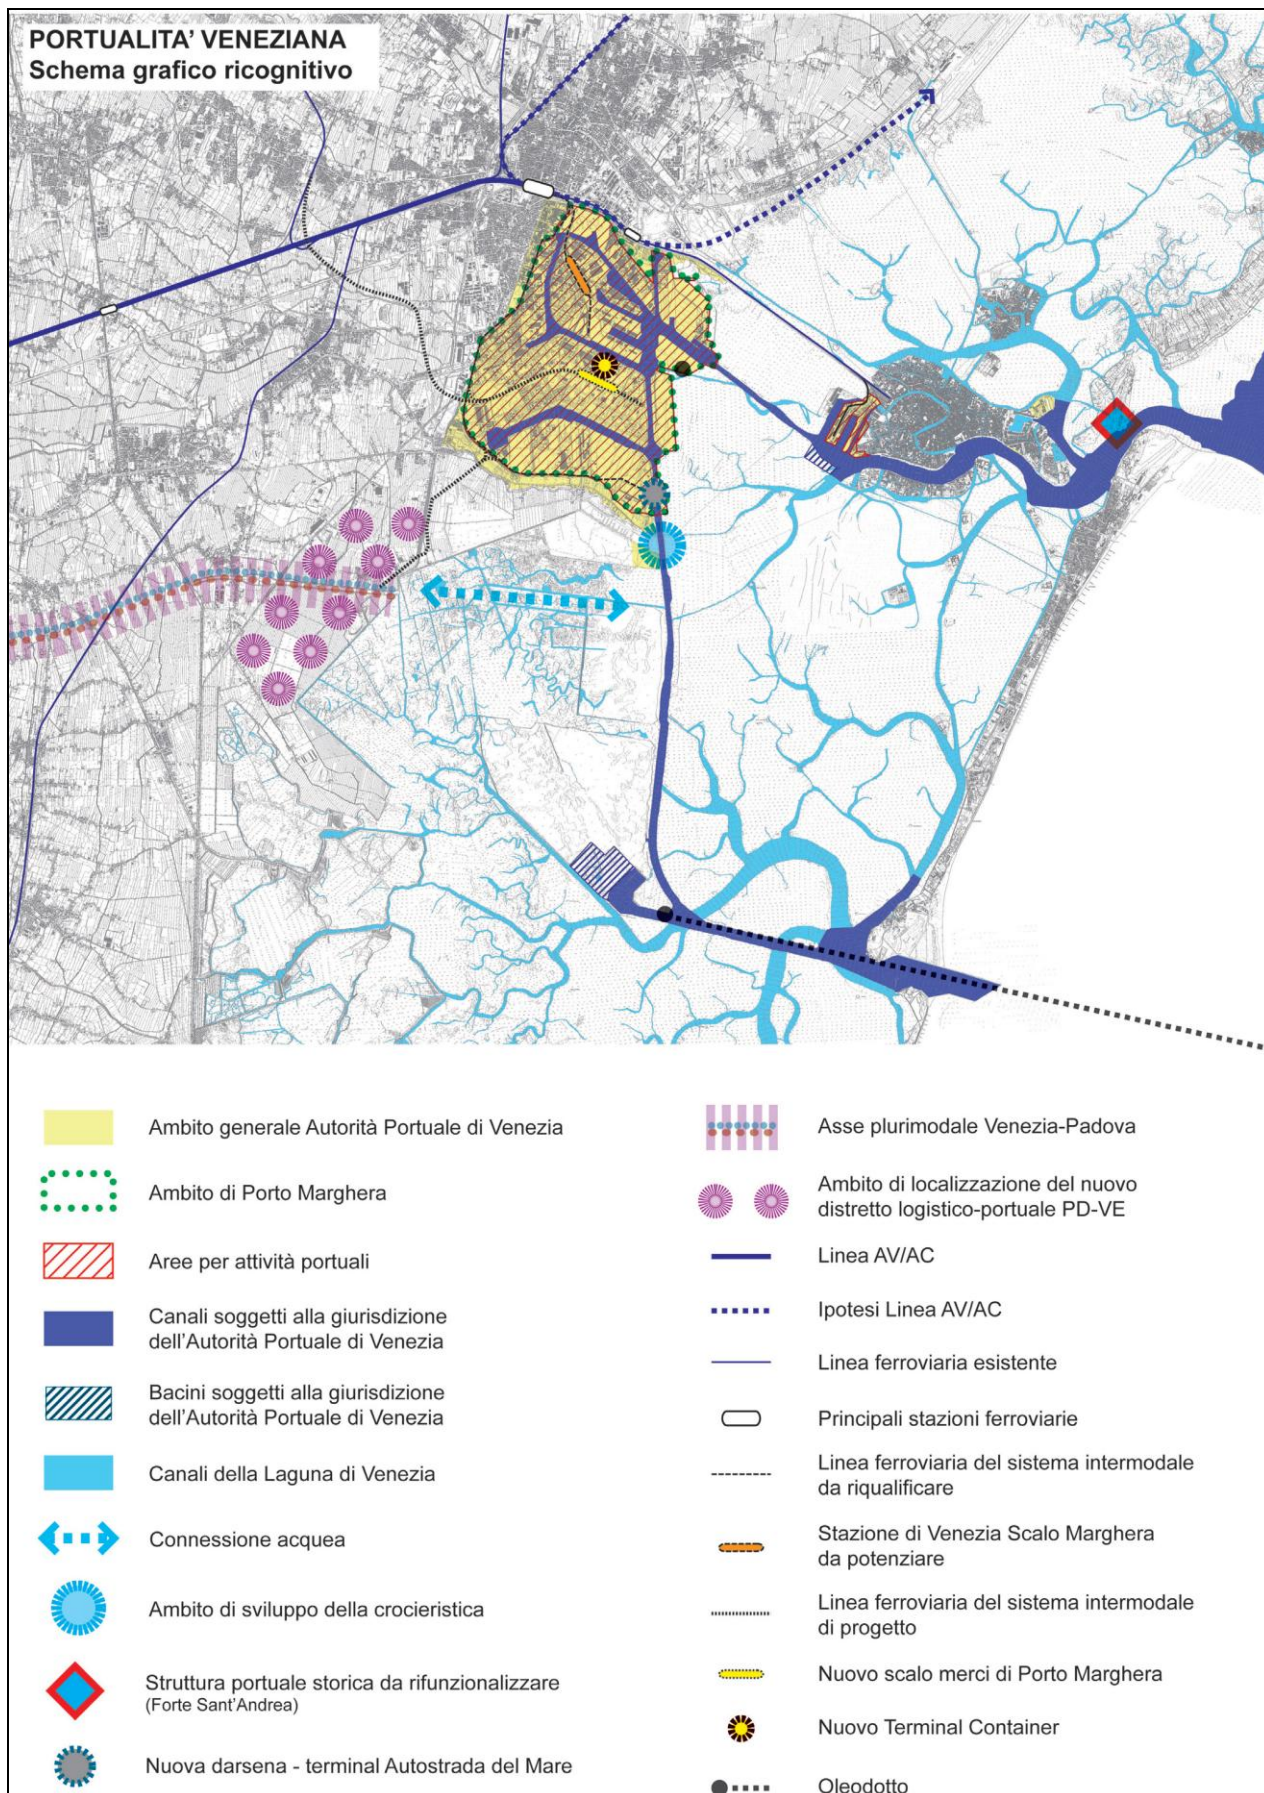 PORTUALITA’ VENEZIANA
Schema grafico ricognitivo
Ambito generale Autorità Portuale di Venezia
Ambito di Porto Marghera
Aree per attività portuali
Canali soggetti alla giurisdizione
dell’Autorità Portuale di Venezia
Bacini soggetti alla giurisdizione
dell’Autorità Portuale di Venezia
Canali della Laguna di Venezia
Connessione acquea
Ambito di sviluppo della crocieristica
Struttura portuale storica da rifunzionalizzare
(Forte Sant’Andrea)
Nuova darsena - terminal Autostrada del Mare
Asse plurimodale Venezia-Padova
Ambito di localizzazione del nuovo
distretto logistico-portuale PD-VE
Linea AV/AC
Ipotesi Linea AV/AC
Linea ferroviaria esistente
Principali stazioni ferroviarie
Linea ferroviaria del sistema intermodale
da riqualificare
Stazione di Venezia Scalo Marghera
da potenziare
Linea ferroviaria del sistema intermodale
di progetto
Nuovo scalo merci di Porto Marghera
Nuovo Terminal Container
Oleodotto